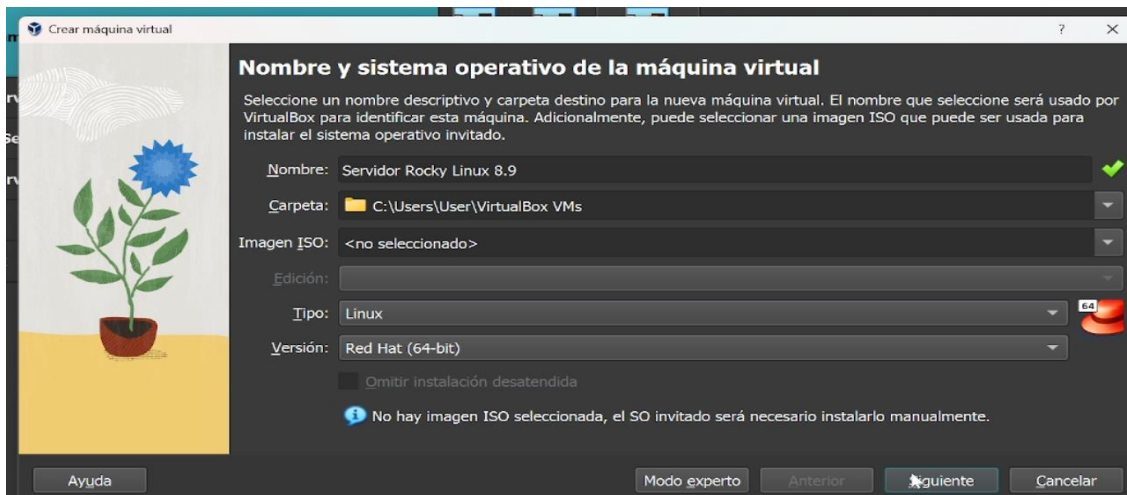 Crear máquina virtual
Nombre y sistema operativo de la máquina virtual
Seleccione un nombre descriptivo y carpeta destino para la nueva máquina virtual. El nombre que seleccione será usado por
VirtualBox para identificar esta máquina. Adicionalmente, puede seleccionar una imagen ISO que puede ser usada para
instalar el sistema operativo invitado.
Nombre: Servidor Rocky Linux 8.9
Carpeta: C:\Users\User\VirtualBox VMs
Imagen ISO: <no seleccionado>
Edición:
Tipo: Linux
64
Versión: Red Hat (64-bit)
Omitir instalación desatendida
No hay imagen ISO seleccionada, el SO invitado será necesario instalarlo manualmente.
Ayuda Modo experto Anterior Siguiente Cancelar